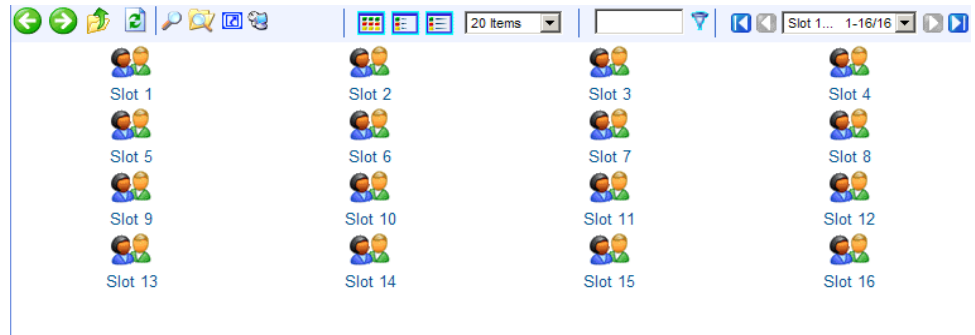 20 Items Slot 1... 1-16/16
Slot 1 Slot 2 Slot 3 Slot 4
Slot 5 Slot 6 Slot 7 Slot 8
Slot 9 Slot 10 Slot 11 Slot 12
Slot 13 Slot 14 Slot 15 Slot 16